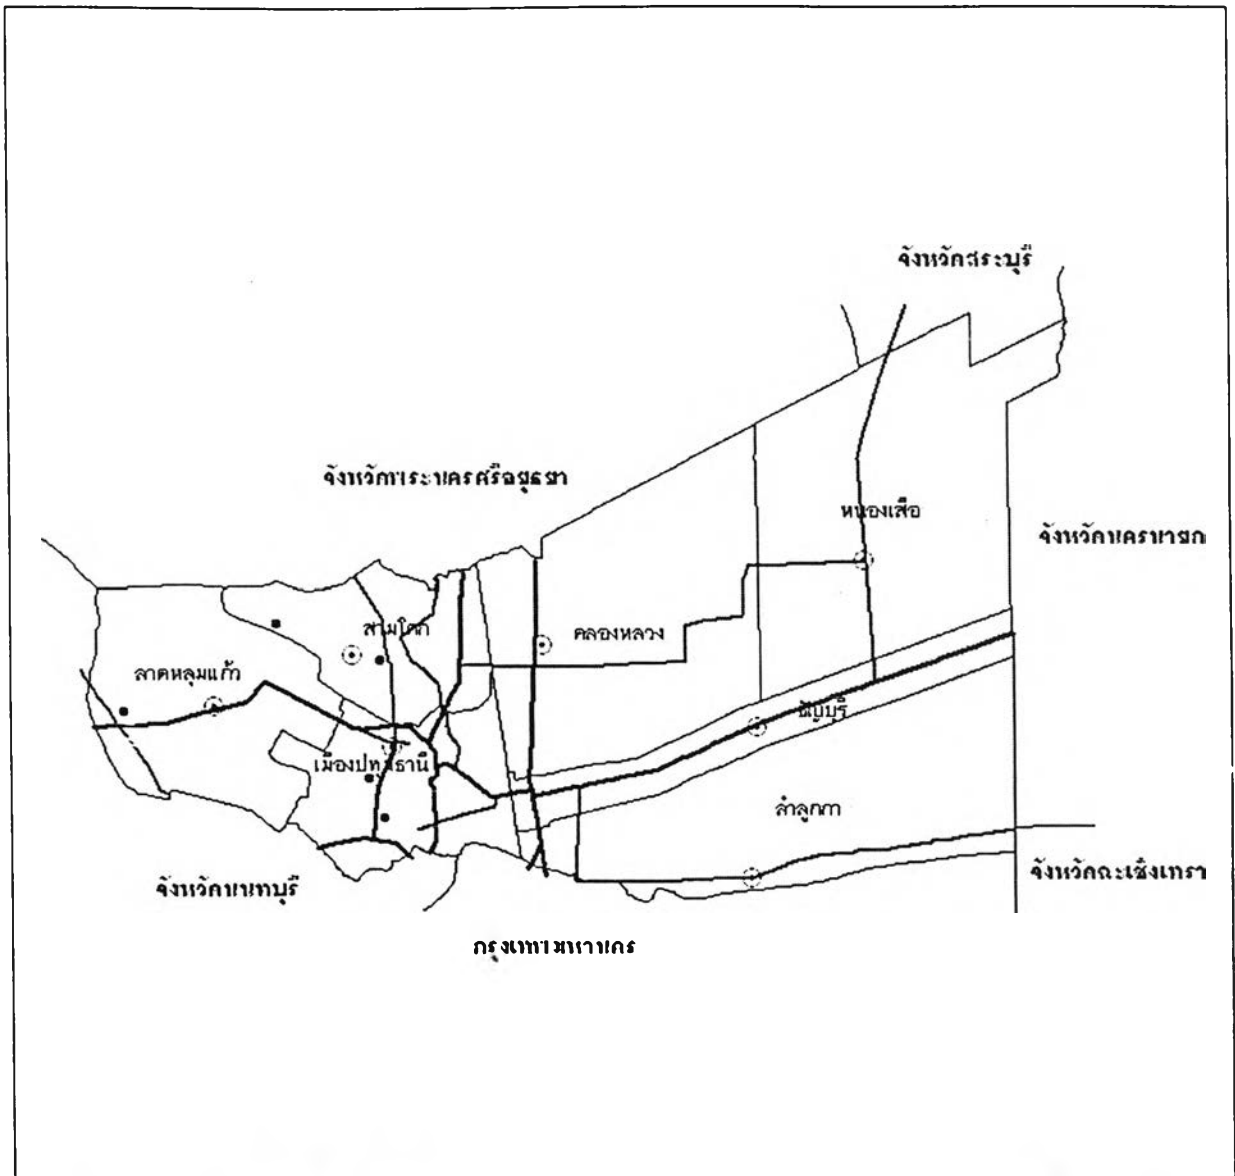 จังหวัดสระบุรี
จังหวัดพระนครศรีอยุธยา
หนองเสือ
จังหวัดนครนายก
สามโคก
คลองหลวง
ลาดหลุมแก้ว
ธัญบุรี
เมืองปทุมธานี
ลำลูกกา
จังหวัดนนทบุรี
จังหวัดฉะเชิงเทรา
กรุงเทพมหานคร